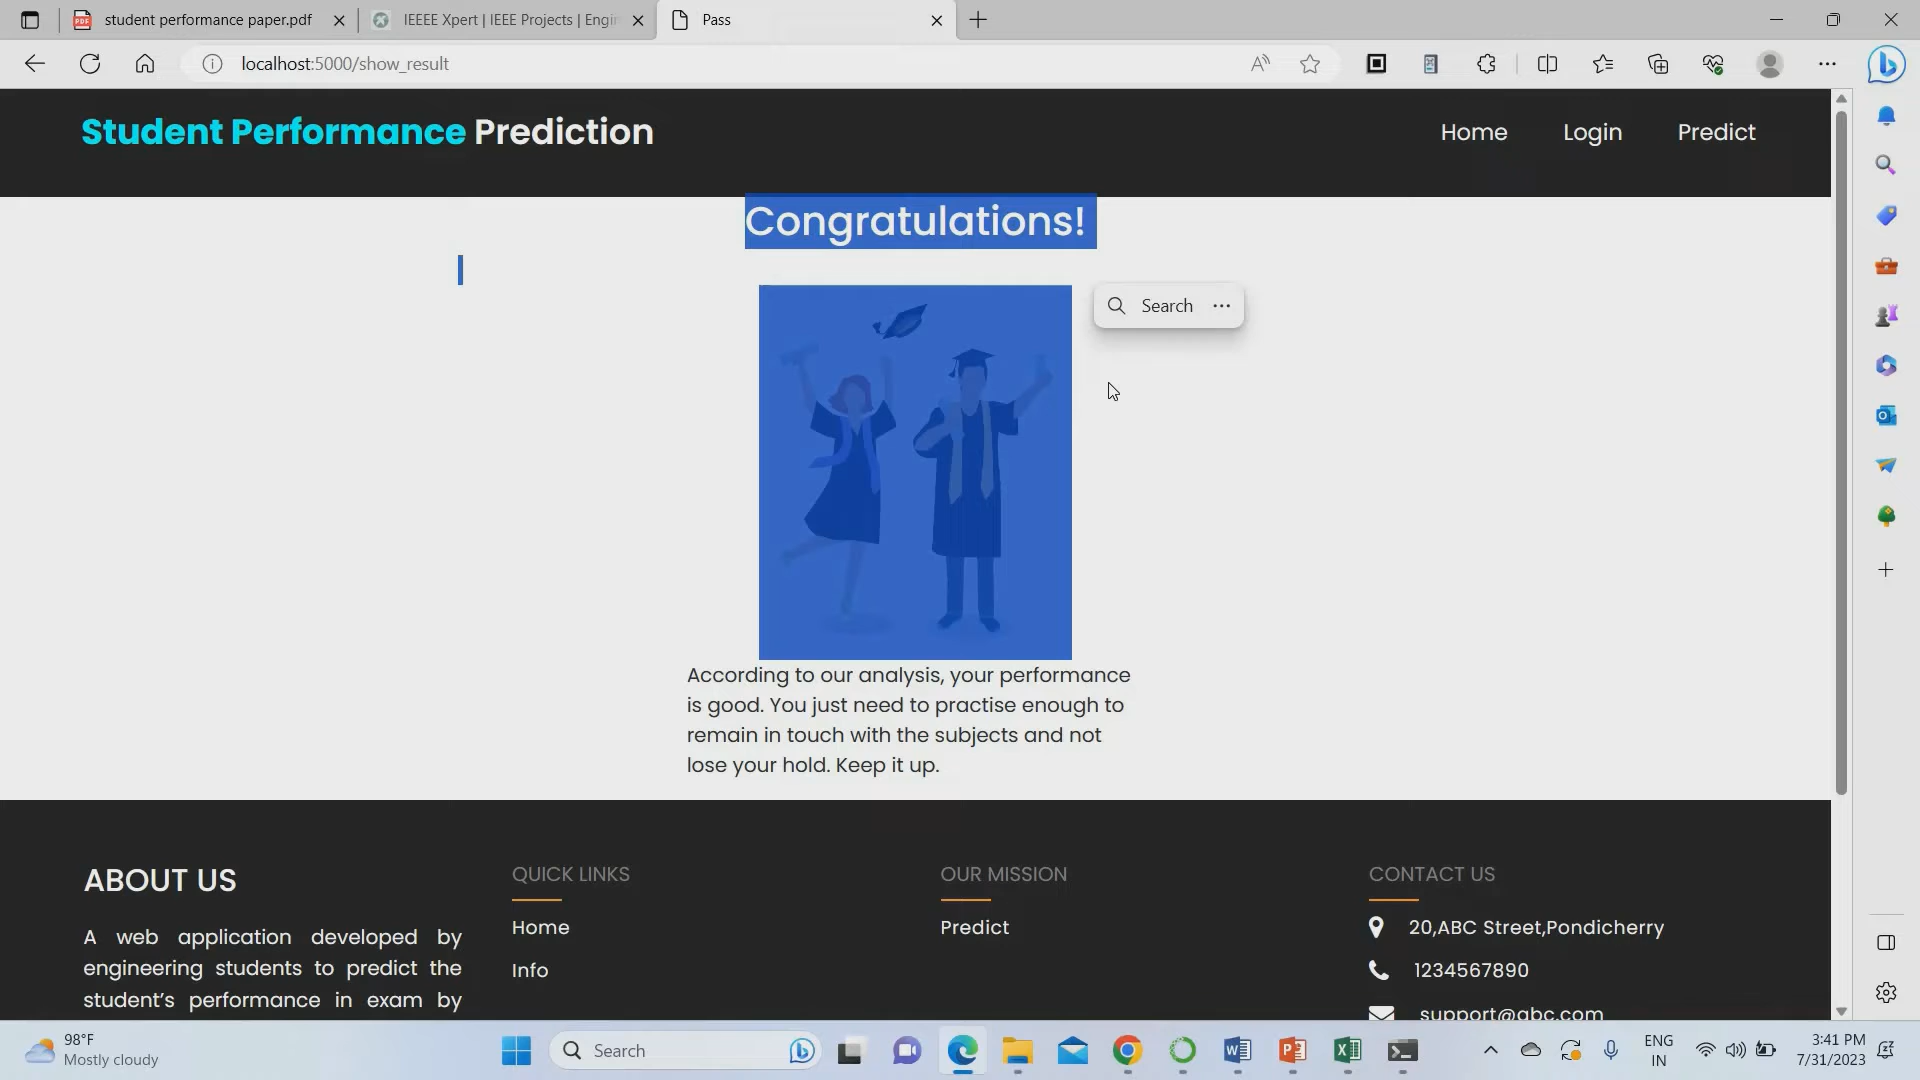 student performance paper.pdf
IEEEE Xpert | IEEE Projects | Engin
Pass
localhost:5000/show_result
Student Performance Prediction
Home
Login
Predict
Congratulations!
Search
According to our analysis, your performance
is good. You just need to practise enough to
remain in touch with the subjects and not
lose your hold. Keep it up.
ABOUT US
A web application developed by
engineering students to predict the
student's performance in exam by
QUICK LINKS
Home
Info
OUR MISSION
Predict
CONTACT US
20,ABC Street,Pondicherry
1234567890
support@abc.com
98°F
Mostly cloudy
Search
ENG
IN
3:41 PM
7/31/2023